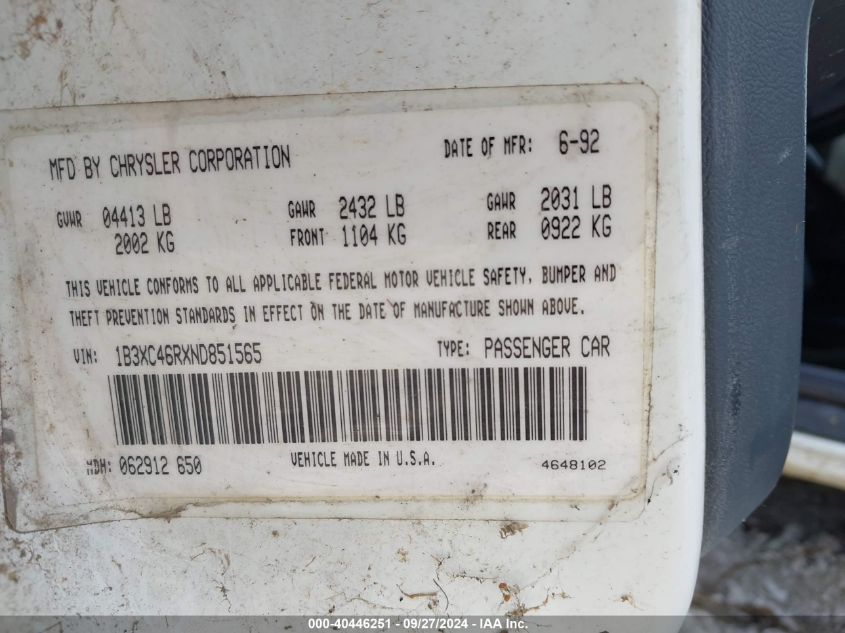 MFD BY CHRYSLER CORPORATION DATE OF MFR: 6-92
GVWR 04413 LB GAWR 2432 LB GAWR 2031 LB
2002 KG FRONT 1104 KG REAR 0922 KG
THIS VEHICLE CONFORMS TO ALL APPLICABLE FEDERAL MOTOR VEHICLE SAFETY, BUMPER AND
THEFT PREVENTION STANDARDS IN EFFECT ON THE DATE OF MANUFACTURE SHOWN ABOVE.
VIN: 1B3XC46RXND851565 TYPE: PASSENGER CAR
MDH: 062912 650 VEHICLE MADE IN U.S.A. 4648102
000-40446251 - 09/27/2024 - IAAI.COM